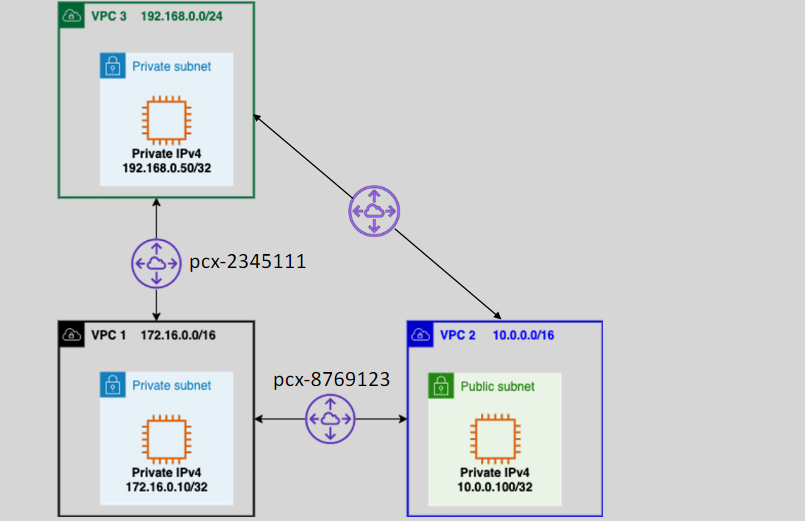 VPC 3 192.168.0.0/24
Private subnet
Private IPv4
192.168.0.50/32
pcx-2345111
VPC 1 172.16.0.0/16
Private subnet
Private IPv4
172.16.0.10/32
pcx-8769123
VPC 2 10.0.0.0/16
Public subnet
Private IPv4
10.0.0.100/32